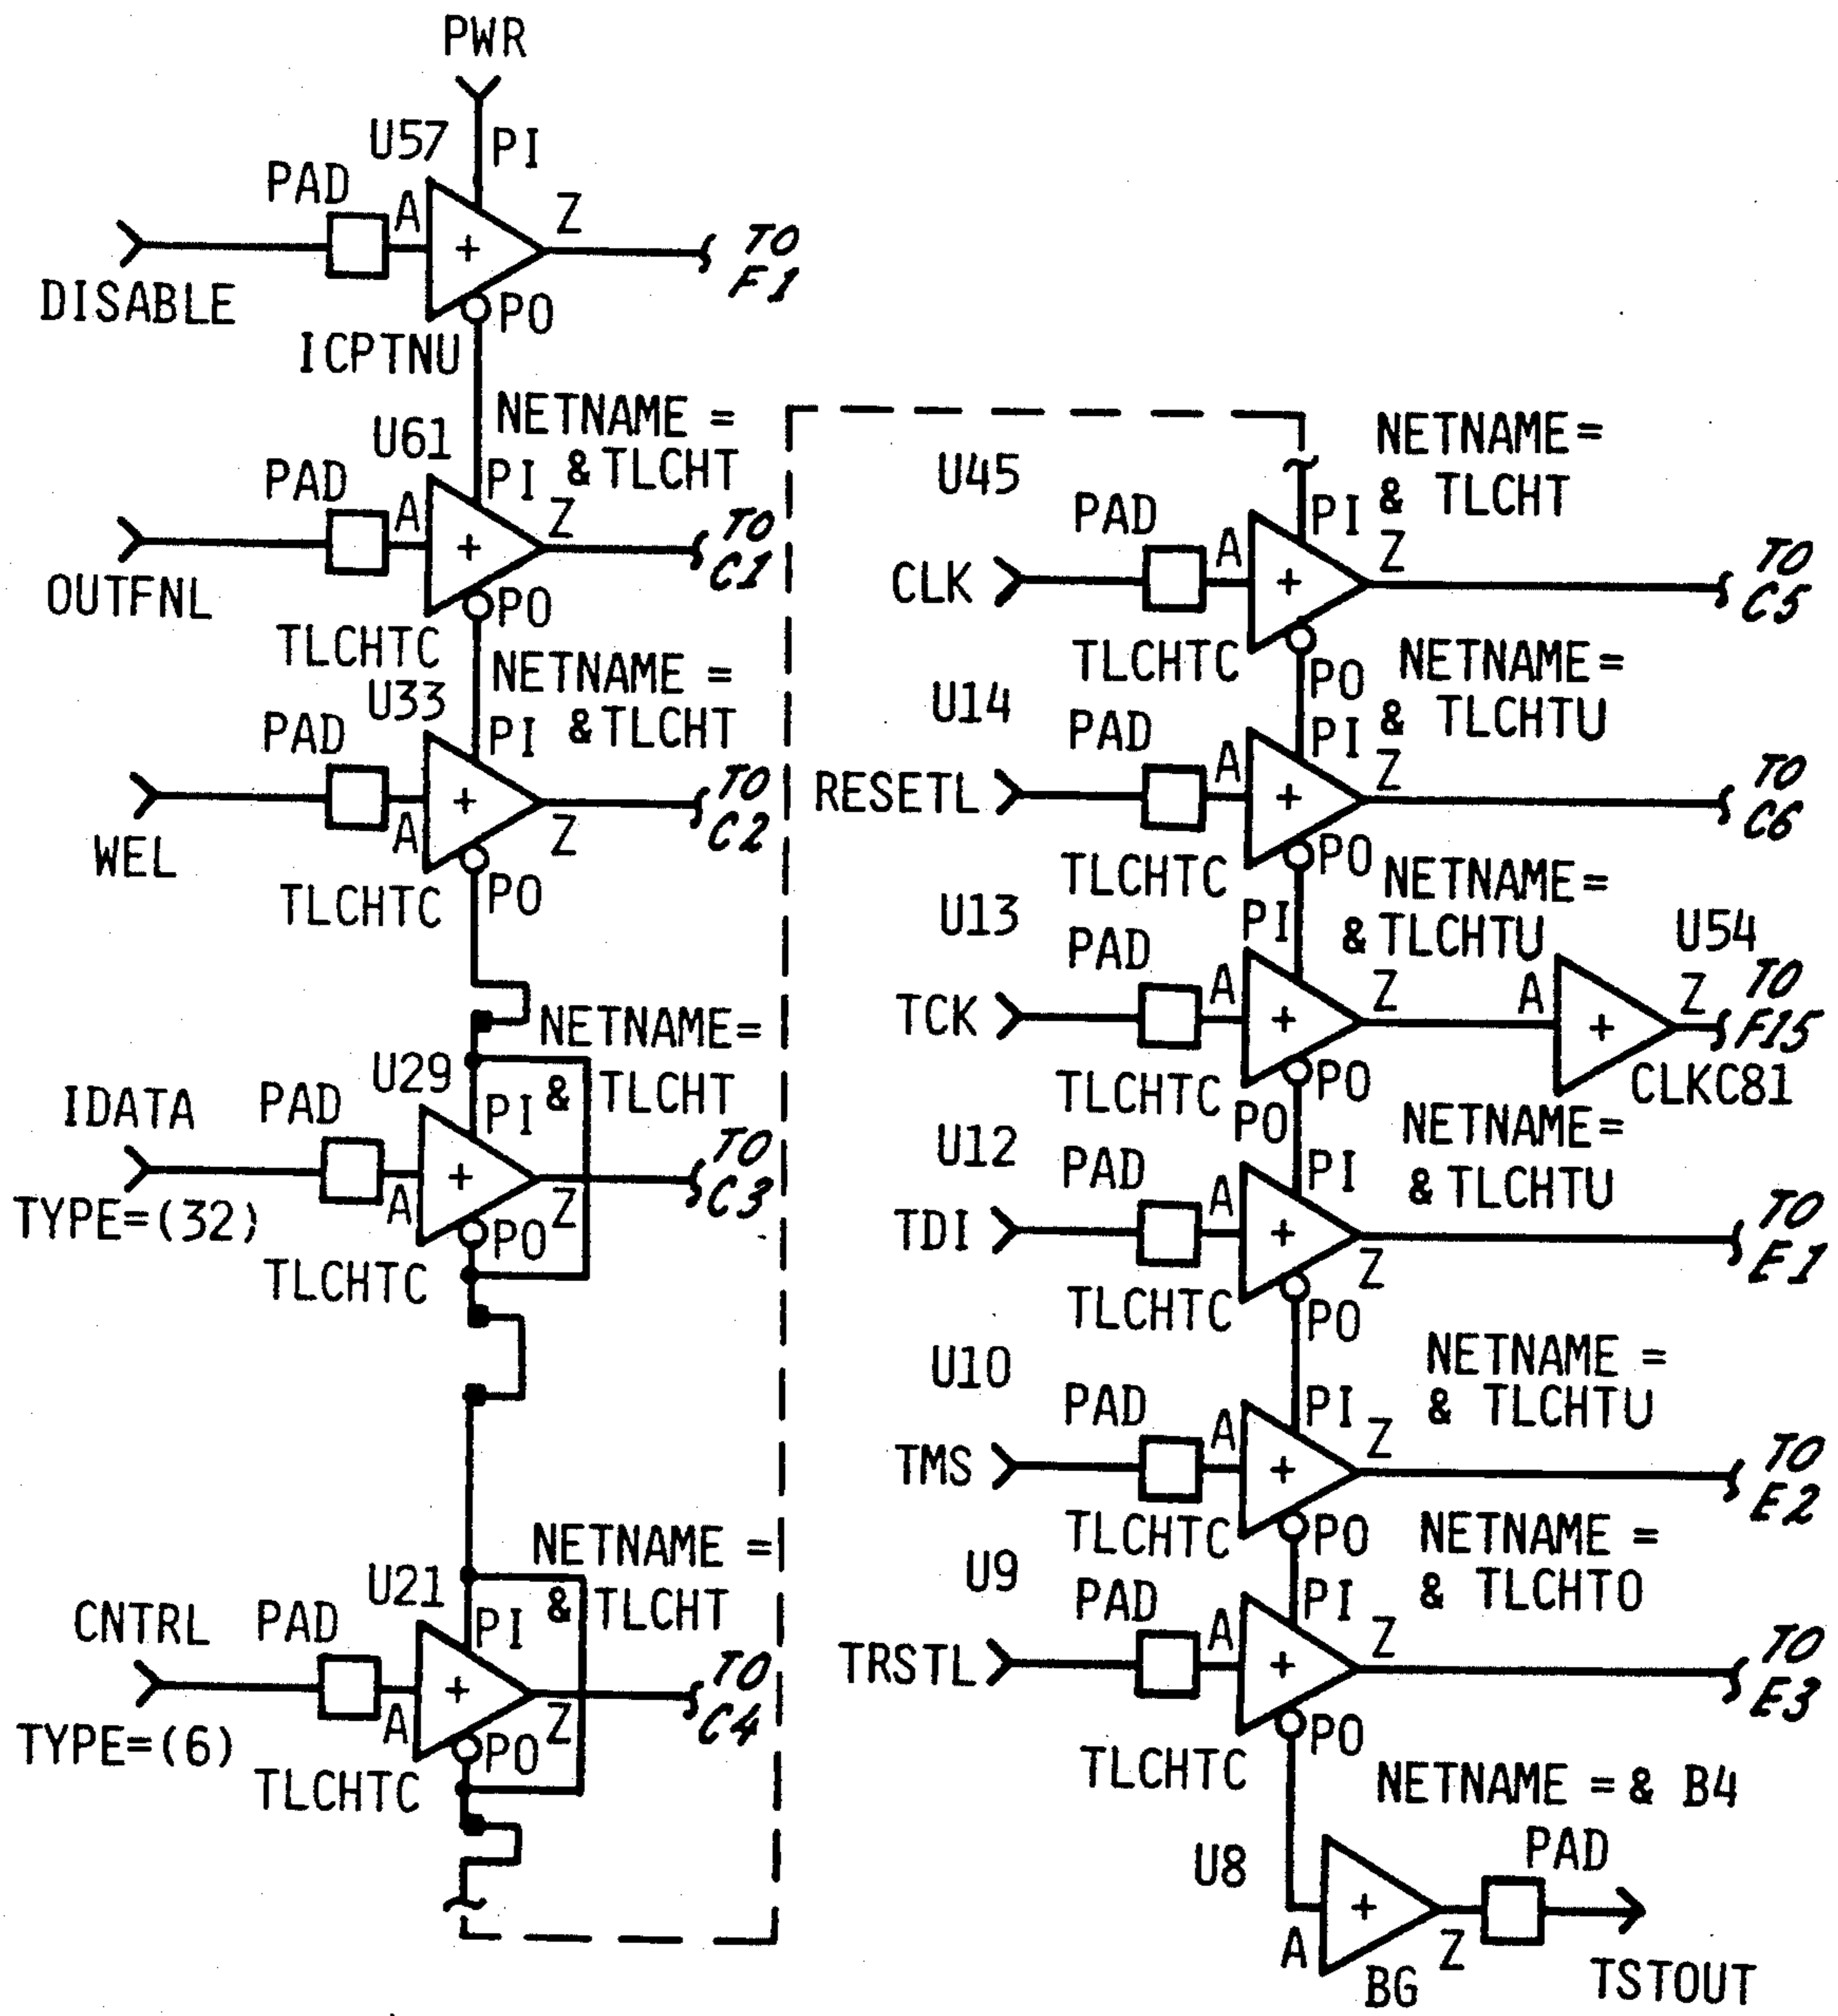 PWR
U57
PI
PAD
A
+
Z
TO
F1
DISABLE
PO
ICPTNU
NETNAME =
& TLCHT
U61
PI
PAD
A
+
Z
TO
C1
OUTFNL
PO
TLCHTC
NETNAME =
& TLCHT
U33
PI
PAD
A
+
Z
TO
C2
WEL
PO
TLCHTC
NETNAME=
& TLCHT
U29
PI
IDATA
PAD
A
+
Z
TO
C3
TYPE=(32)
PO
TLCHTC
NETNAME =
& TLCHT
U21
PI
CNTRL
PAD
A
+
Z
TO
C4
TYPE=(6)
PO
TLCHTC
NETNAME=
& TLCHT
U45
PI
PAD
A
+
Z
CLK
TO
C5
TLCHTC
PO
NETNAME=
& TLCHTU
U14
PI
PAD
A
+
Z
RESETL
TO
C6
TLCHTC
PO
NETNAME=
& TLCHTU
U13
PI
PAD
A
+
Z
TCK
A
+
U54
Z
TO
F15
CLKC81
TLCHTC
PO
PO
NETNAME=
& TLCHTU
U12
PI
PAD
A
+
Z
TDI
TO
E1
TLCHTC
PO
NETNAME =
& TLCHTU
U10
PI
PAD
A
+
Z
TMS
TO
E2
TLCHTC
PO
NETNAME =
& TLCHTO
U9
PI
PAD
A
+
Z
TRSTL
TO
E3
TLCHTC
PO
NETNAME = & B4
U8
PAD
A
+
Z
BG
TSTOUT